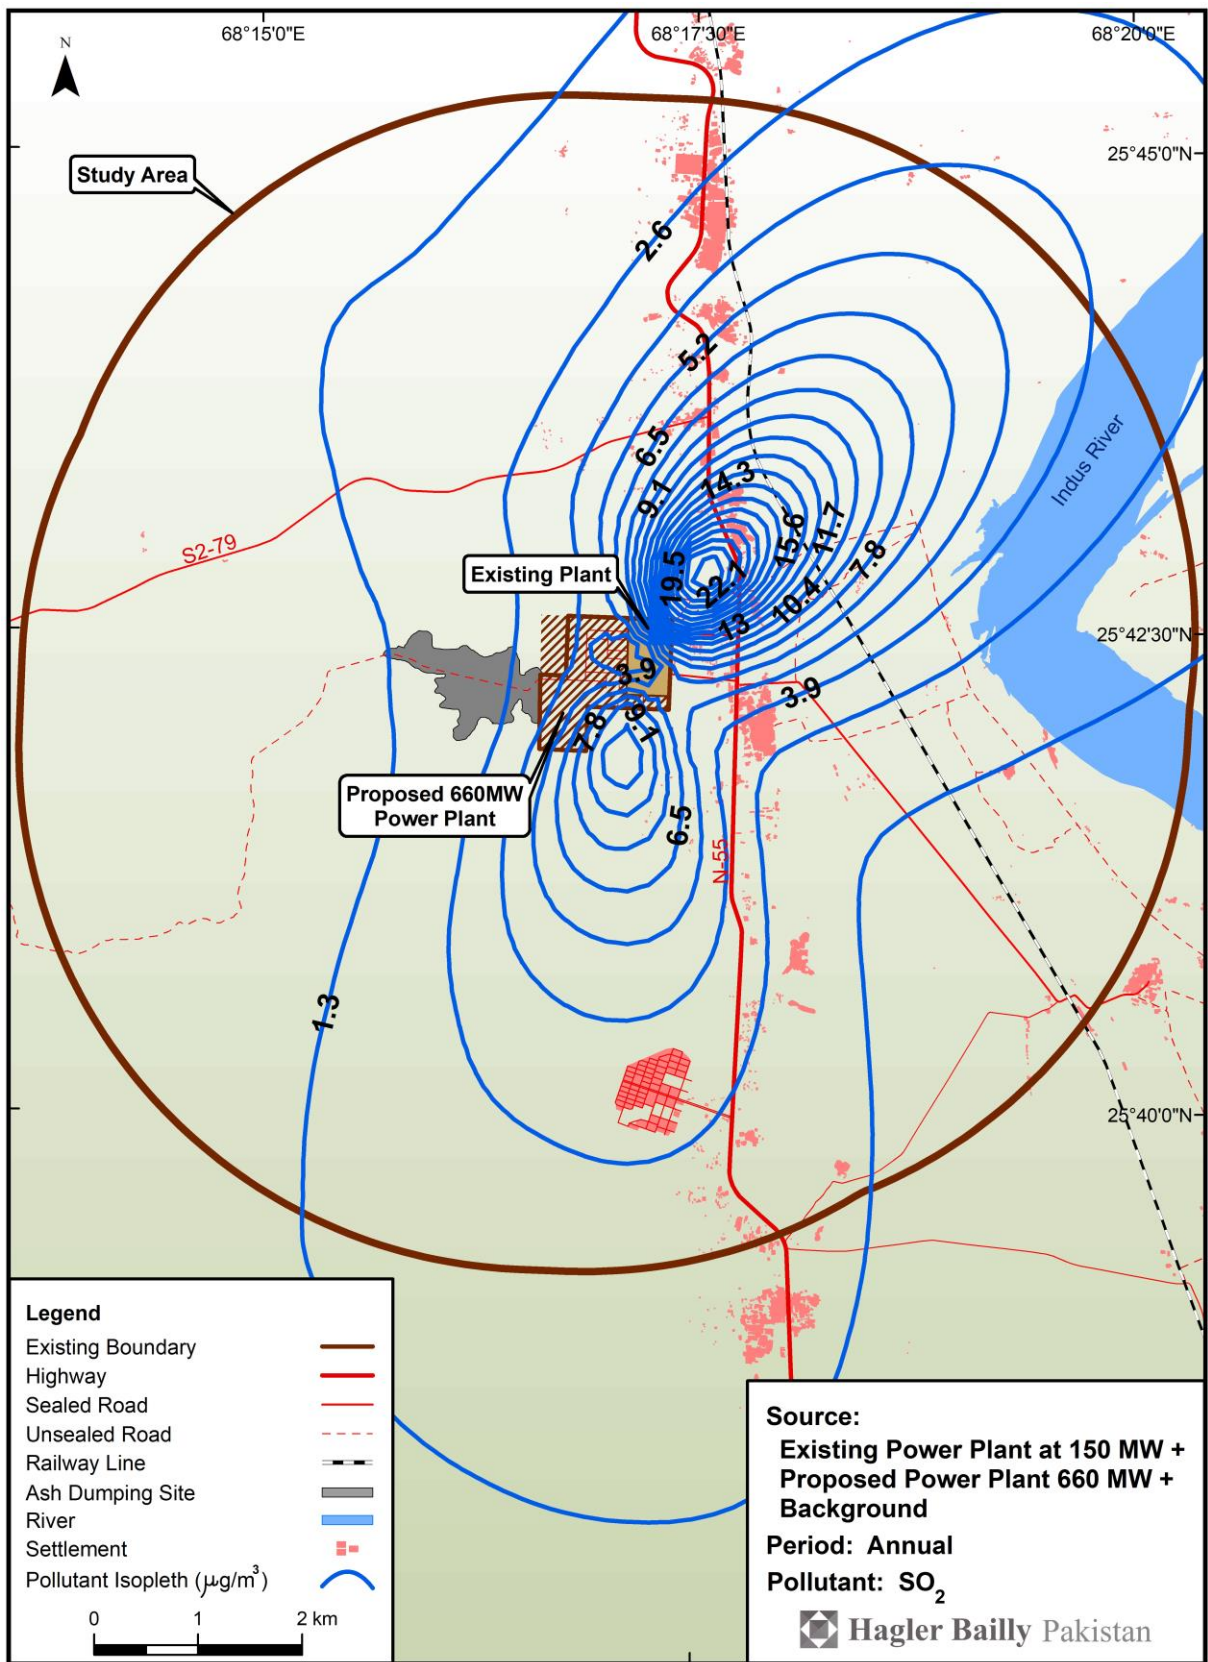 N
68°15'0"E
68°17'30"E
68°20'0"E
25°45'0"N
Study Area
2.6
5.2
6.5
9.1
14.3
Indus River
S2-79
Existing Plant
19.5
22.1
15.6
11.7
7.8
10.4
13
25°42'30"N
3.9
3.9
7.8
9.1
Proposed 660MW
Power Plant
6.5
N-55
1.3
25°40'0"N
Legend
Existing Boundary
Highway
Sealed Road
Unsealed Road
Railway Line
Ash Dumping Site
River
Settlement
Pollutant Isopleth (µg/m³)
0 1 2 km
Source:
Existing Power Plant at 150 MW +
Proposed Power Plant 660 MW +
Background
Period: Annual
Pollutant: SO₂
Hagler Bailly Pakistan